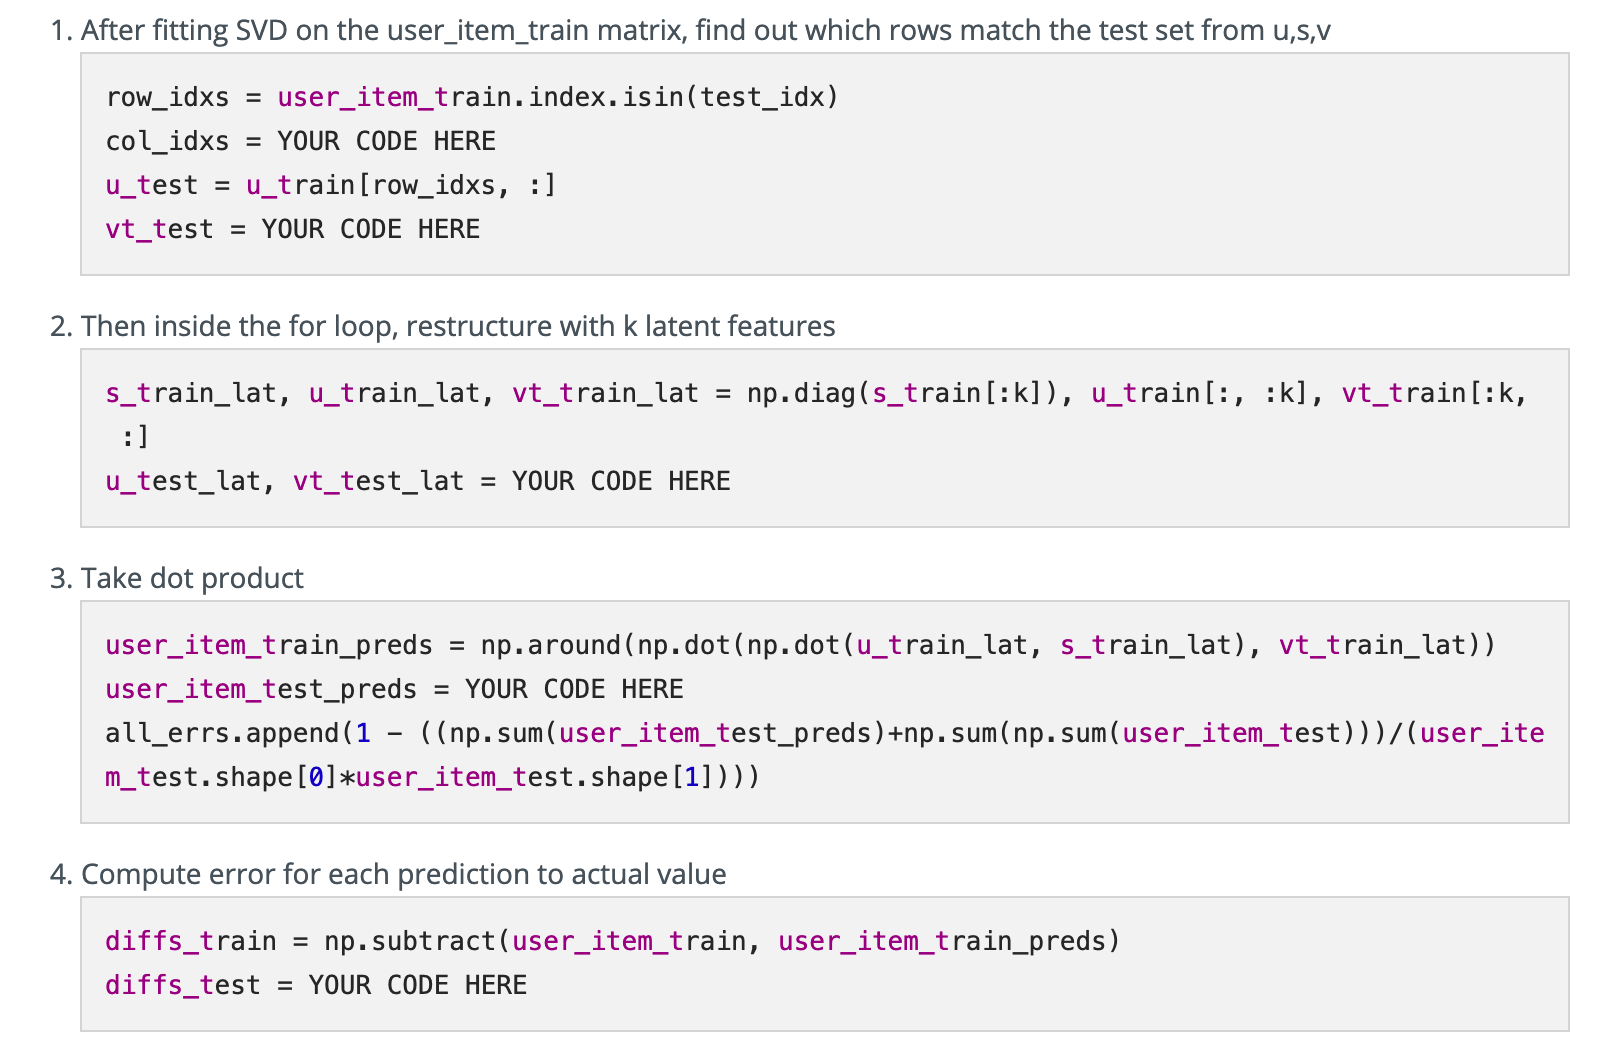 1. After fitting SVD on the user_item_train matrix, find out which rows match the test set from u,s,v
row_idxs = user_item_train.index.isin(test_idx)
col_idxs = YOUR CODE HERE
u_test = u_train[row_idxs, :]
vt_test = YOUR CODE HERE
2. Then inside the for loop, restructure with k latent features
s_train_lat, u_train_lat, vt_train_lat = np.diag(s_train[:k]), u_train[:, :k], vt_train[:k,
:]
u_test_lat, vt_test_lat = YOUR CODE HERE
3. Take dot product
user_item_train_preds = np.around(np.dot(np.dot(u_train_lat, s_train_lat), vt_train_lat))
user_item_test_preds = YOUR CODE HERE
all_errs.append(1 - ((np.sum(user_item_test_preds)+np.sum(np.sum(user_item_test)))/(user_ite
m_test.shape[0]*user_item_test.shape[1])))
4. Compute error for each prediction to actual value
diffs_train = np.subtract(user_item_train, user_item_train_preds)
diffs_test = YOUR CODE HERE